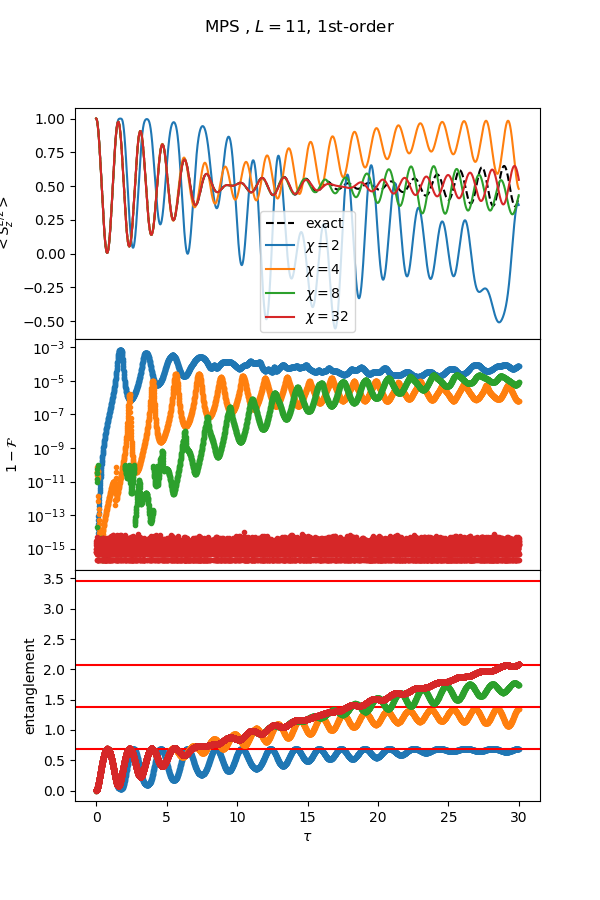 MPS , L = 11, 1st-order
1.00
0.75
0.50
0.25
0.00
−0.25
−0.50
exact
χ = 2
χ = 4
χ = 8
χ = 32
10⁻³
10⁻⁵
10⁻⁷
10⁻⁹
10⁻¹¹
10⁻¹³
10⁻¹⁵
1 − ℱ
3.5
3.0
2.5
2.0
1.5
1.0
0.5
0.0
entanglement
0 5 10 15 20 25 30
τ